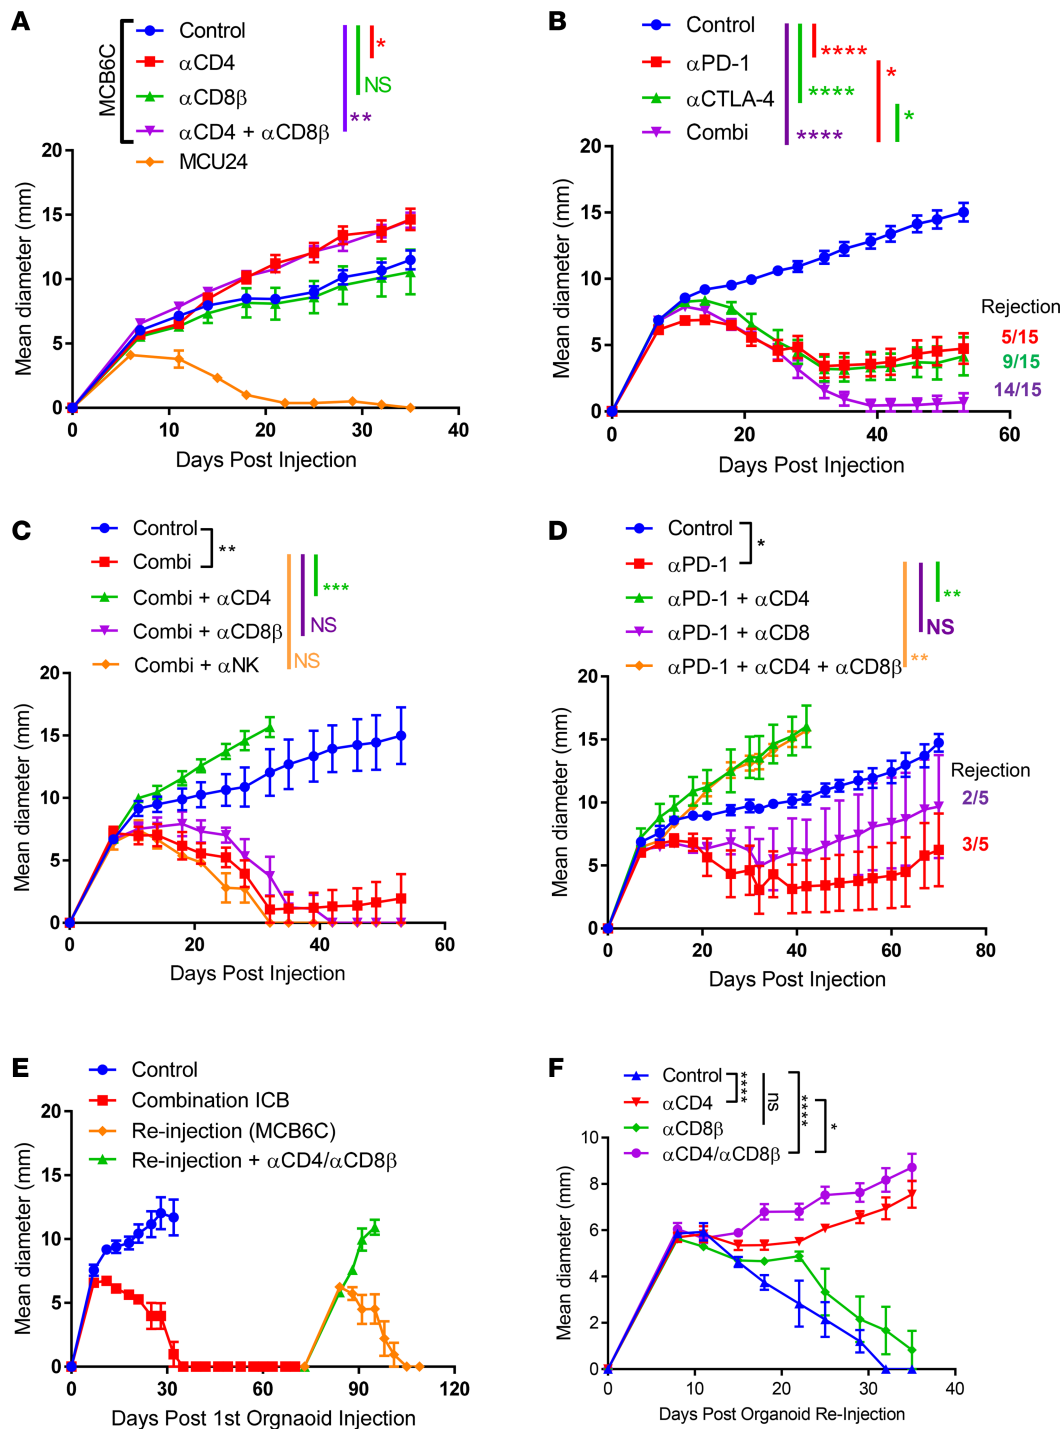 A
MCB6C
Control
αCD4
αCD8β
αCD4 + αCD8β
MCU24
*
NS
**
Mean diameter (mm)
20
15
10
5
0
0 10 20 30 40
Days Post Injection
B
Control
αPD-1
αCTLA-4
Combi
****
*
****
*
****
Mean diameter (mm)
20
15
10
5
0
0 20 40 60
Days Post Injection
Rejection
5/15
9/15
14/15
C
Control
Combi
Combi + αCD4
Combi + αCD8β
Combi + αNK
**
***
NS
NS
Mean diameter (mm)
20
15
10
5
0
0 20 40 60
Days Post Injection
D
Control
αPD-1
αPD-1 + αCD4
αPD-1 + αCD8
αPD-1 + αCD4 + αCD8β
*
**
NS
**
Mean diameter (mm)
20
15
10
5
0
0 20 40 60 80
Days Post Injection
Rejection
2/5
3/5
E
Control
Combination ICB
Re-injection (MCB6C)
Re-injection + αCD4/αCD8β
Mean diameter (mm)
20
15
10
5
0
0 30 60 90 120
Days Post 1st Orgnaoid Injection
F
Control
αCD4
αCD8β
αCD4/αCD8β
****
ns
****
*
Mean diameter (mm)
10
8
6
4
2
0
0 10 20 30 40
Days Post Organoid Re-Injection